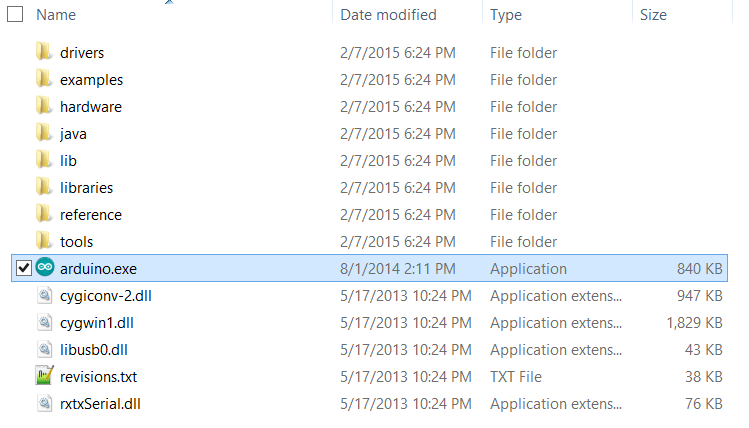 Name Date modified Type Size
drivers 2/7/2015 6:24 PM File folder
examples 2/7/2015 6:24 PM File folder
hardware 2/7/2015 6:24 PM File folder
java 2/7/2015 6:24 PM File folder
lib 2/7/2015 6:24 PM File folder
libraries 2/7/2015 6:24 PM File folder
reference 2/7/2015 6:24 PM File folder
tools 2/7/2015 6:24 PM File folder
arduino.exe 8/1/2014 2:11 PM Application 840 KB
cygiconv-2.dll 5/17/2013 10:24 PM Application extens... 947 KB
cygwin1.dll 5/17/2013 10:24 PM Application extens... 1,829 KB
libusb0.dll 5/17/2013 10:24 PM Application extens... 43 KB
revisions.txt 5/17/2013 10:24 PM TXT File 38 KB
rxtxSerial.dll 5/17/2013 10:24 PM Application extens... 76 KB